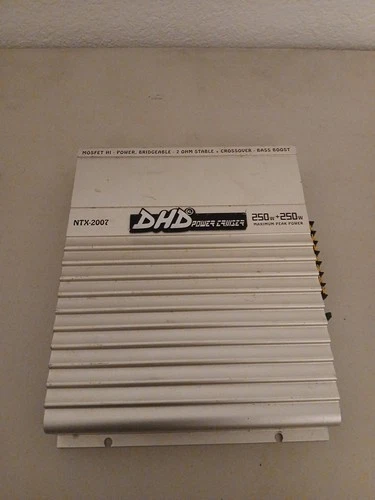 MOSFET HI - POWER, BRIDGEABLE - 2 OHM STABLE + CROSSOVER - BASS BOOST
NTX-2007 DHD POWER CRUISER 250W+250W
MAXIMUM PEAK POWER